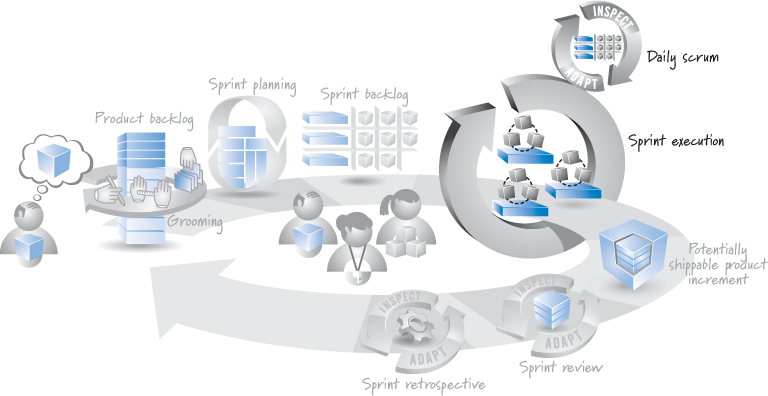 INSPECT
ADAPT
Daily scrum
Sprint planning
Sprint backlog
Product backlog
Sprint execution
Grooming
Potentially
shippable product
increment
INSPECT
ADAPT
Sprint review
INSPECT
ADAPT
Sprint retrospective